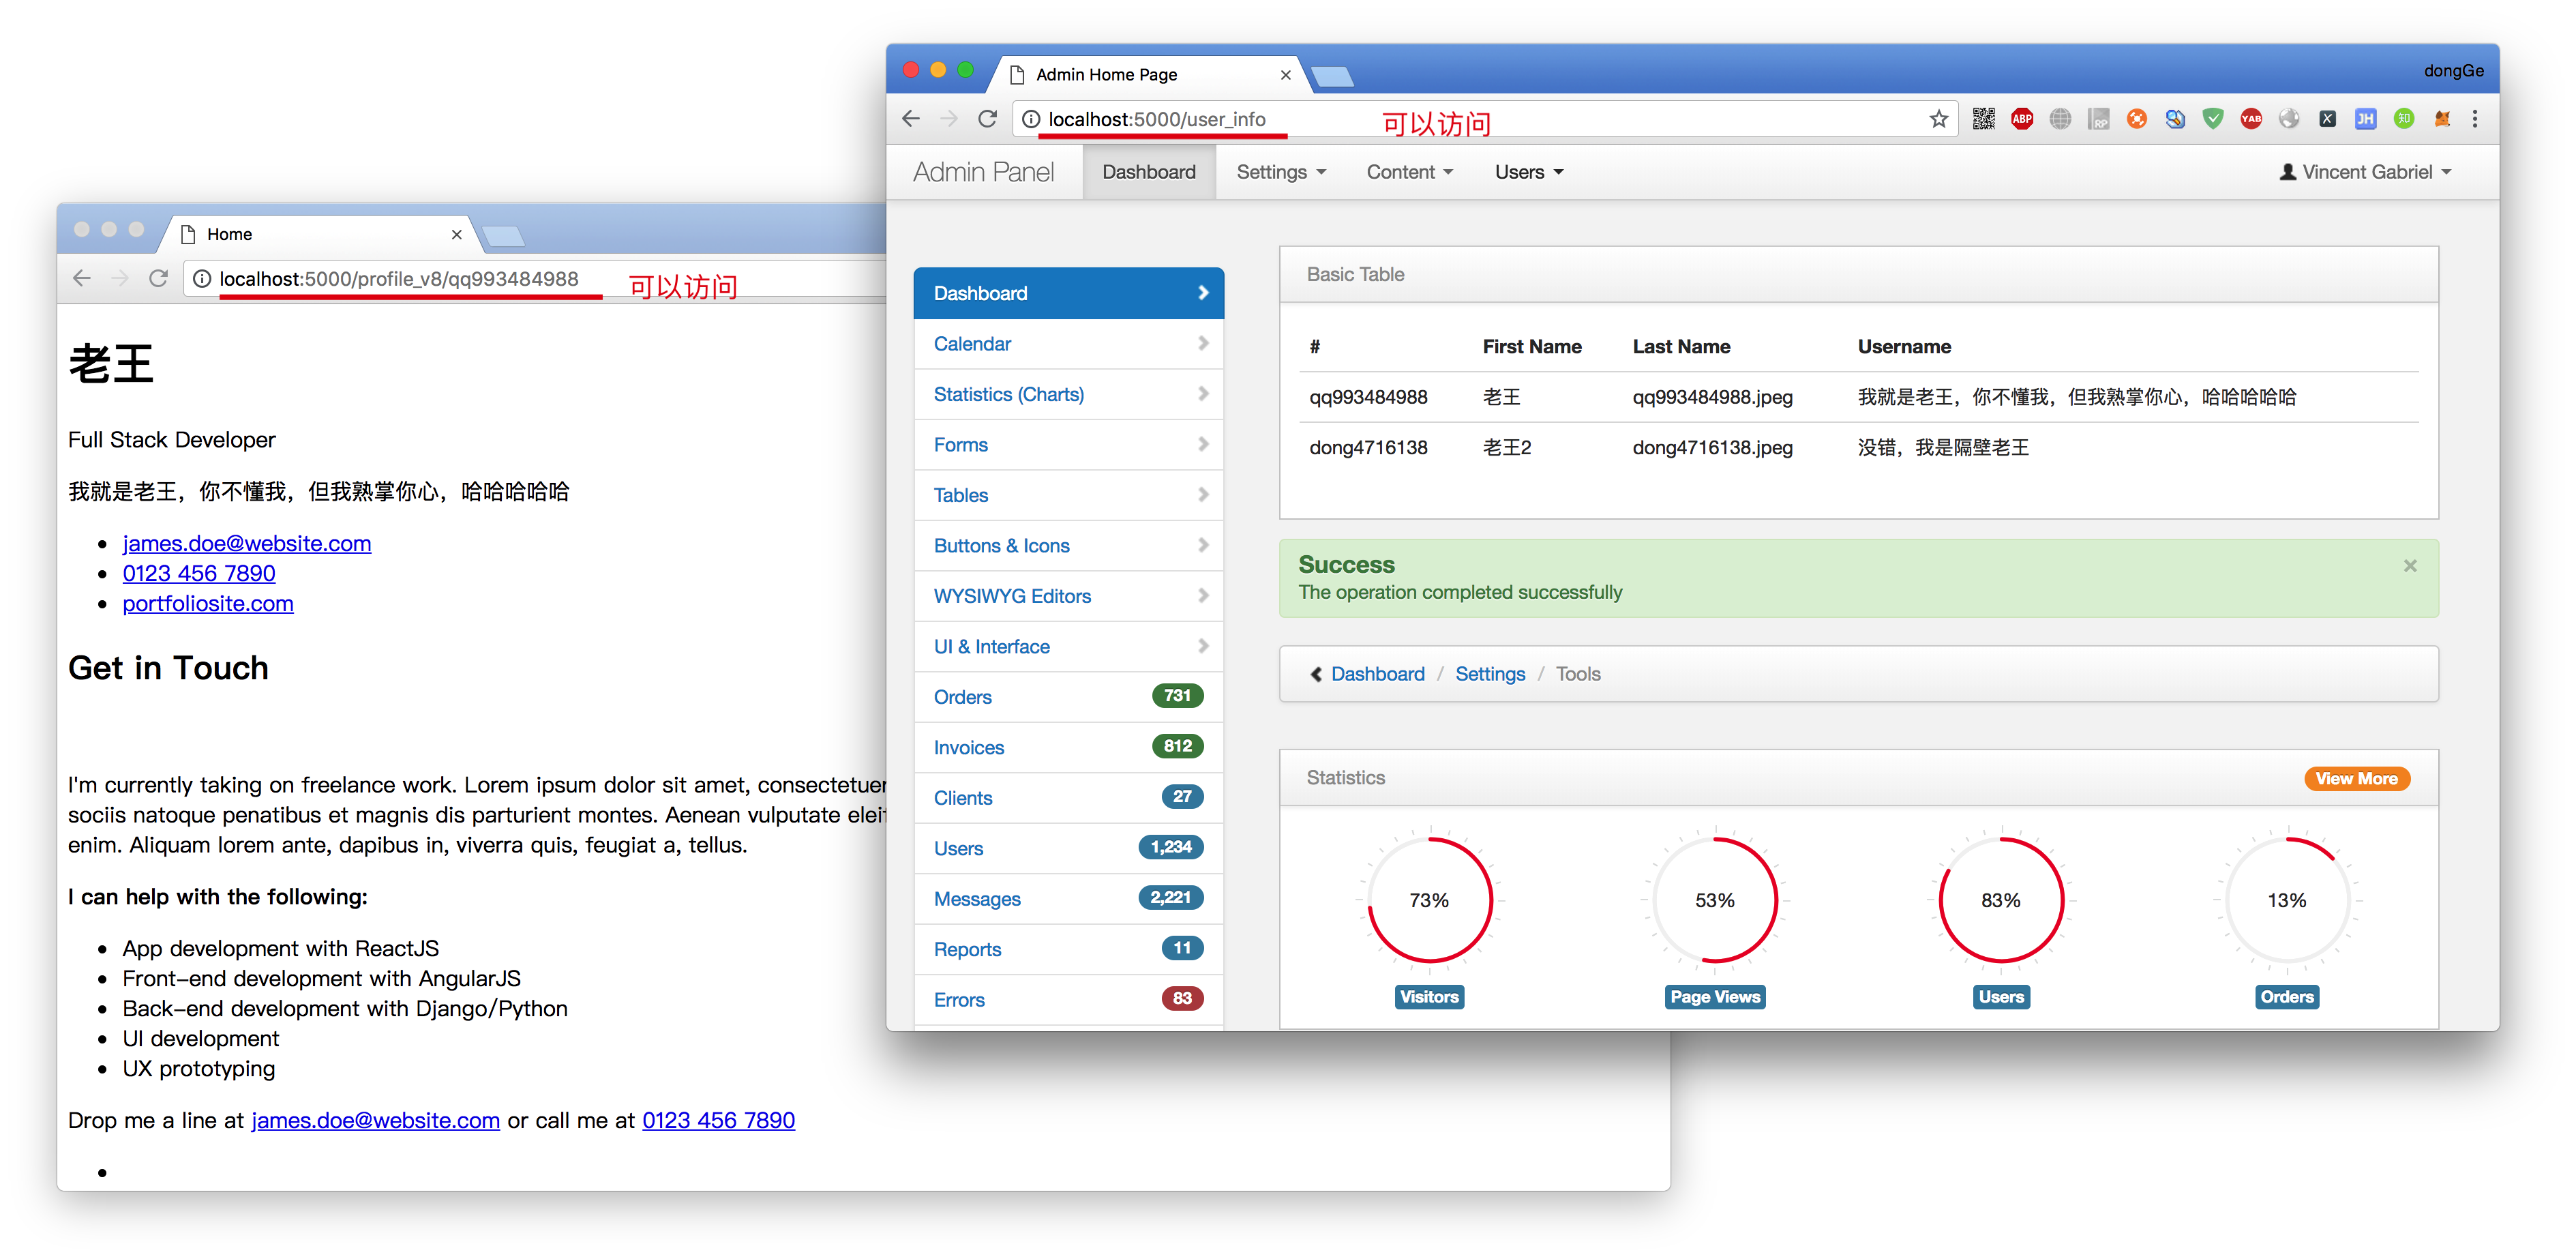 Home
localhost:5000/profile_v8/qq993484988
可以访问
老王
Full Stack Developer
我就是老王，你不懂我，但我熟掌你心，哈哈哈哈哈
james.doe@website.com
0123 456 7890
portfoliosite.com
Get in Touch
I'm currently taking on freelance work. Lorem ipsum dolor sit amet, consectetuer
sociis natoque penatibus et magnis dis parturient montes. Aenean vulputate
enim. Aliquam lorem ante, dapibus in, viverra quis, feugiat a, tellus.
I can help with the following:
App development with ReactJS
Front-end development with AngularJS
Back-end development with Django/Python
UI development
UX prototyping
Drop me a line at james.doe@website.com or call me at 0123 456 7890
Admin Home Page
dongGe
localhost:5000/user_info
可以访问
ABP
RP
YAB
X
JH
知
Admin Panel
Dashboard
Settings
Content
Users
Vincent Gabriel
Dashboard
Calendar
Statistics (Charts)
Forms
Tables
Buttons & Icons
WYSIWYG Editors
UI & Interface
Orders 731
Invoices 812
Clients 27
Users 1,234
Messages 2,221
Reports 11
Errors 83
Basic Table
# First Name Last Name Username
qq993484988 老王 qq993484988.jpeg 我就是老王，你不懂我，但我熟掌你心，哈哈哈哈哈
dong4716138 老王2 dong4716138.jpeg 没错，我是隔壁老王
Success
The operation completed successfully
Dashboard / Settings / Tools
Statistics
View More
73% 53% 83% 13%
Visitors Page Views Users Orders